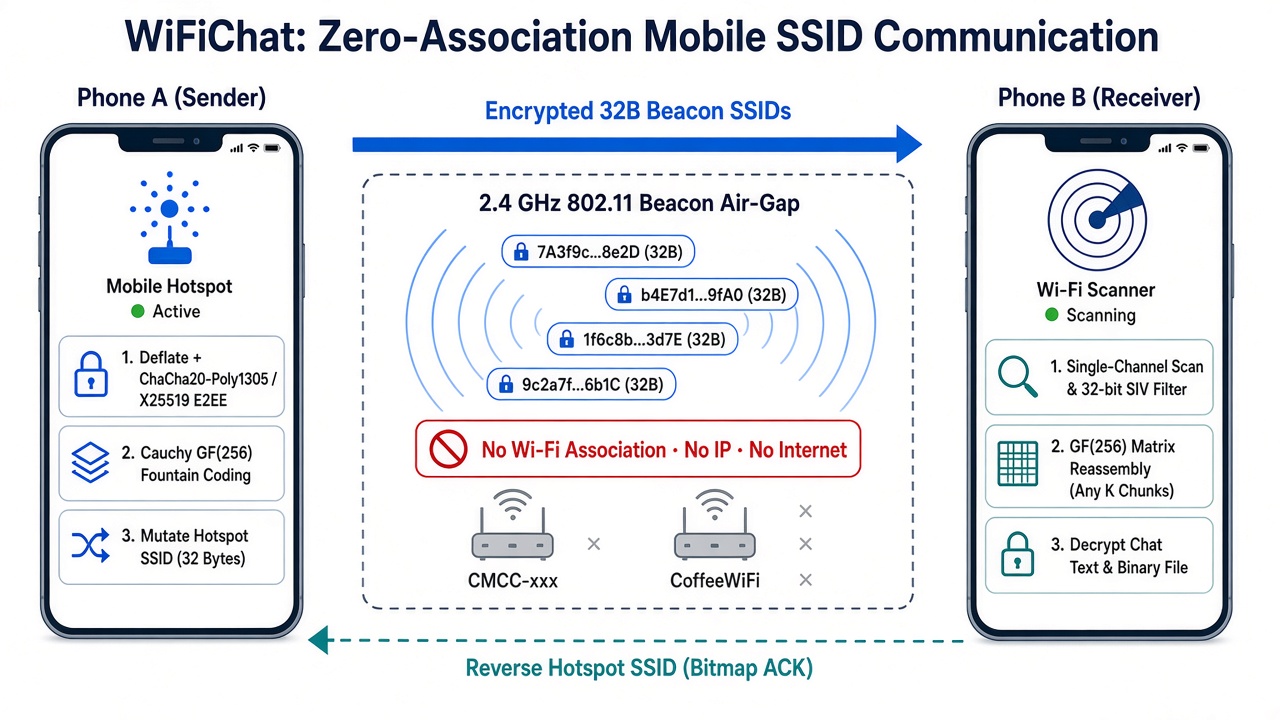 WiFiChat: Zero-Association Mobile SSID Communication
Phone A (Sender)
Mobile Hotspot
Active
1. Deflate +
ChaCha20-Poly1305 /
X25519 E2EE
2. Cauchy GF(256)
Fountain Coding
3. Mutate Hotspot
SSID (32 Bytes)
Encrypted 32B Beacon SSIDs
2.4 GHz 802.11 Beacon Air-Gap
7A3f9c...8e2D (32B)
b4E7d1...9fA0 (32B)
1f6c8b...3d7E (32B)
9c2a7f...6b1C (32B)
No Wi-Fi Association · No IP · No Internet
CMCC-xxx
CoffeeWiFi
Phone B (Receiver)
Wi-Fi Scanner
Scanning
1. Single-Channel Scan
& 32-bit SIV Filter
2. GF(256) Matrix
Reassembly
(Any K Chunks)
3. Decrypt Chat
Text & Binary File
Reverse Hotspot SSID (Bitmap ACK)